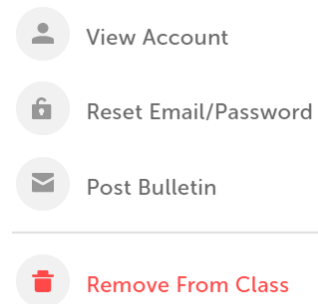 View Account
Reset Email/Password
Post Bulletin
Remove From Class